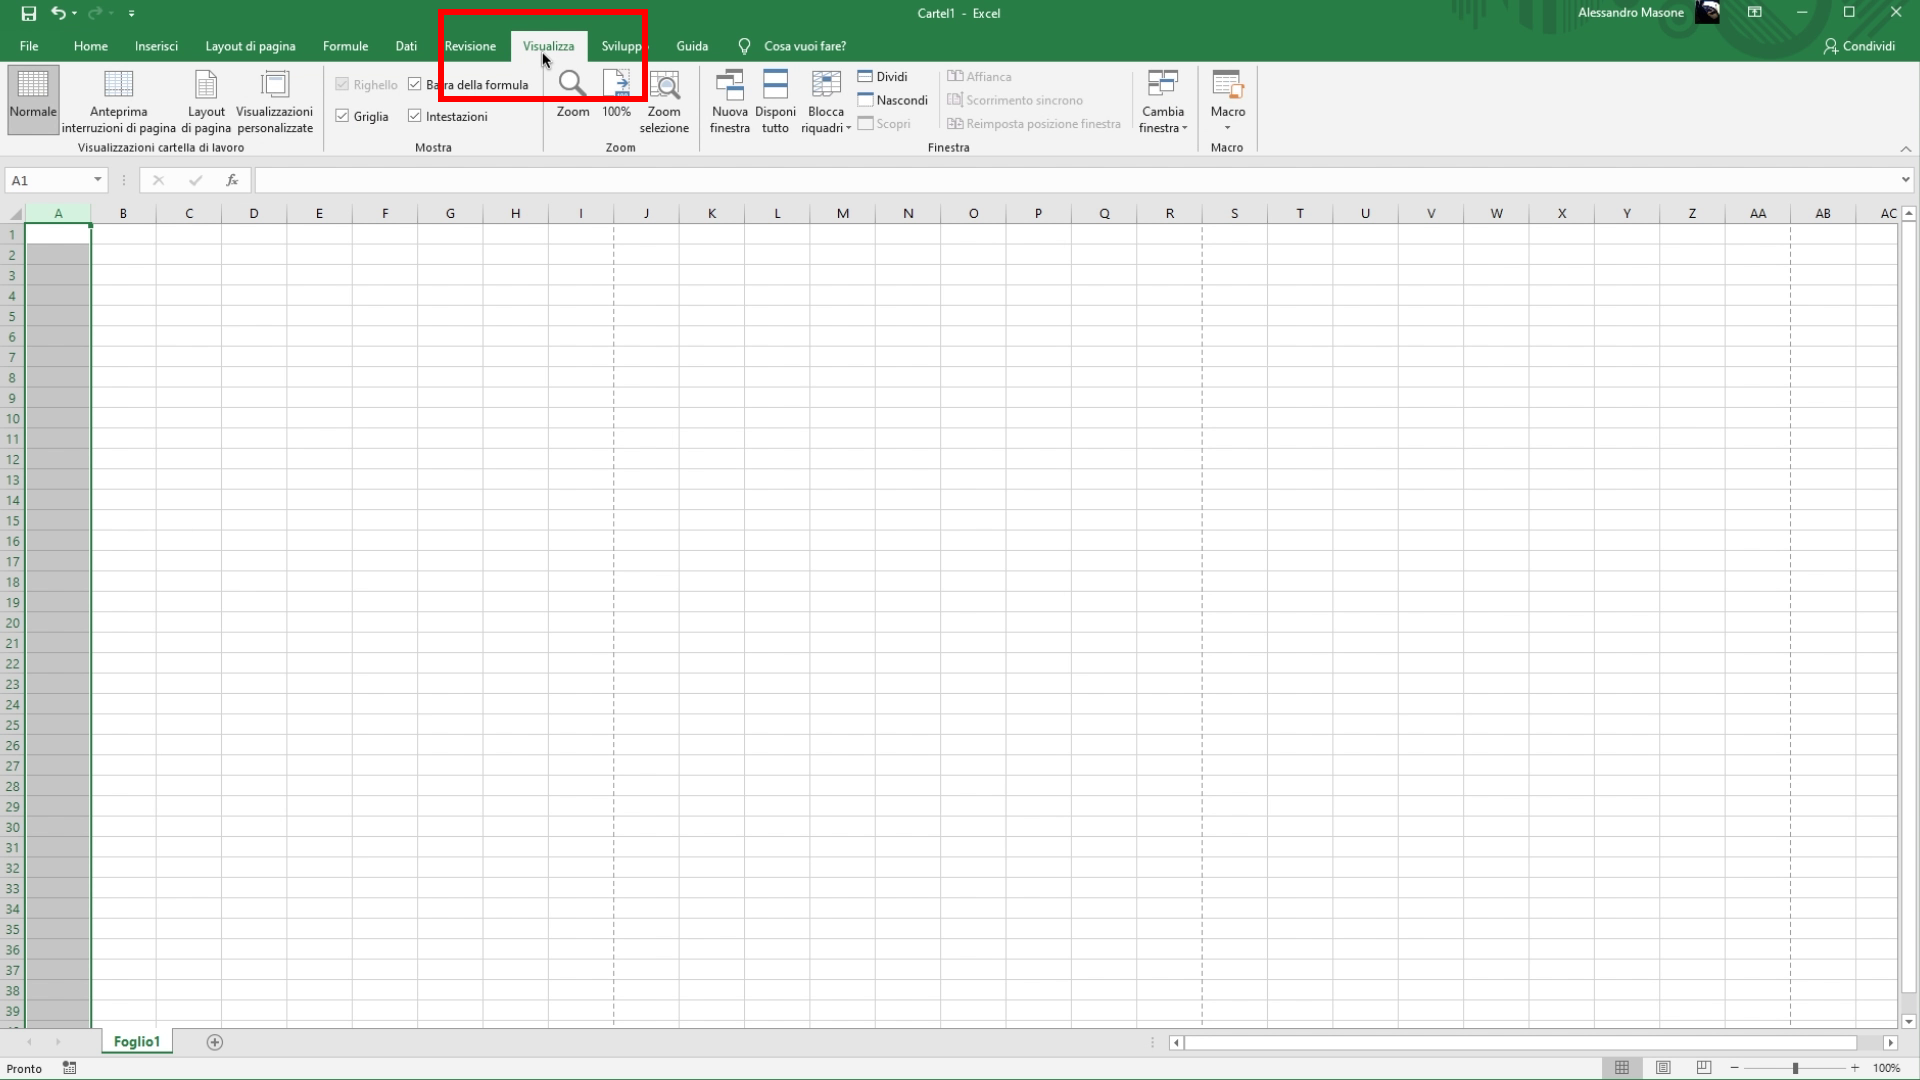 Cartel1 - Excel
Alessandro Masone
File Home Inserisci Layout di pagina Formule Dati Revisione Visualizza Svilupp Guida Cosa vuoi fare? Condividi
Normale
Anteprima interruzioni di pagina
Layout di pagina
Visualizzazioni personalizzate
Visualizzazioni cartella di lavoro
Righello Barra della formula
Griglia Intestazioni
Mostra
Zoom 100% Zoom selezione
Zoom
Nuova finestra
Disponi tutto
Blocca riquadri
Dividi
Nascondi
Scopri
Affianca
Scorrimento sincrono
Reimposta posizione finestra
Cambia finestra
Finestra
Macro
Macro
A1 fx
A B C D E F G H I J K L M N O P Q R S T U V W X Y Z AA AB AC
1
2
3
4
5
6
7
8
9
10
11
12
13
14
15
16
17
18
19
20
21
22
23
24
25
26
27
28
29
30
31
32
33
34
35
36
37
38
39
Foglio1
Pronto 100%